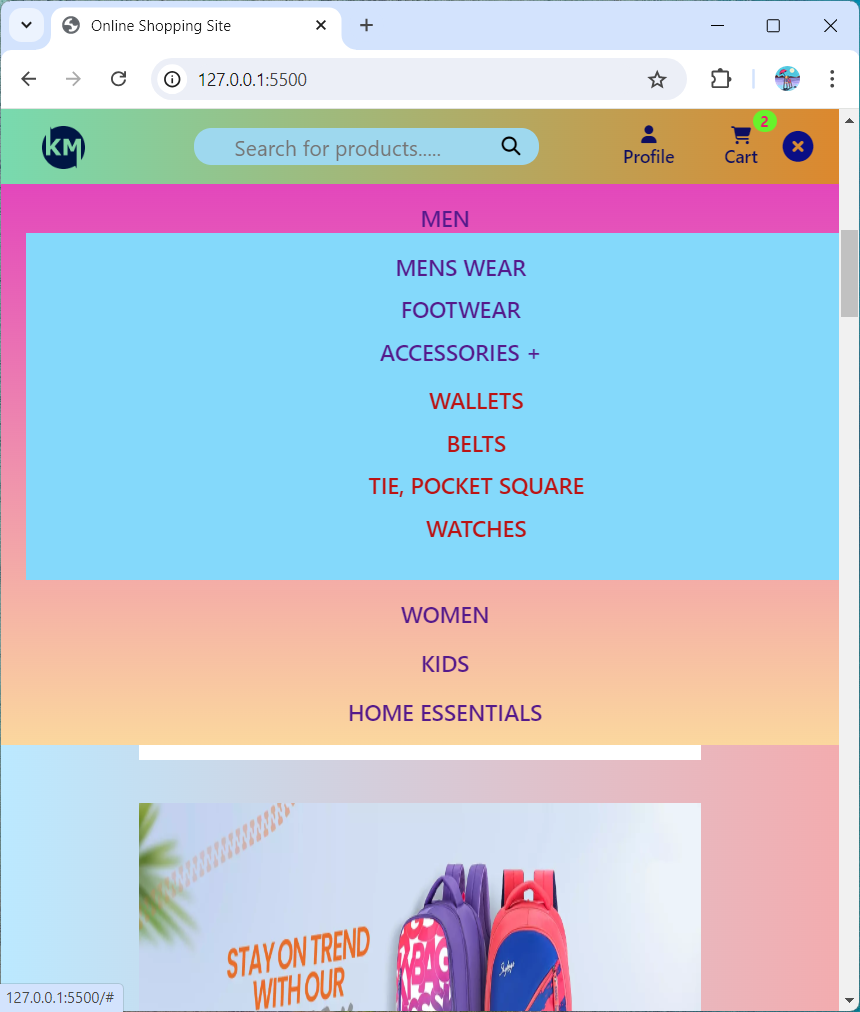 Online Shopping Site
127.0.0.1:5500
KM
Search for products.....
Profile
Cart
2
MEN
MENS WEAR
FOOTWEAR
ACCESSORIES +
WALLETS
BELTS
TIE, POCKET SQUARE
WATCHES
WOMEN
KIDS
HOME ESSENTIALS
STAY ON TREND
WITH OUR
127.0.0.1:5500/#